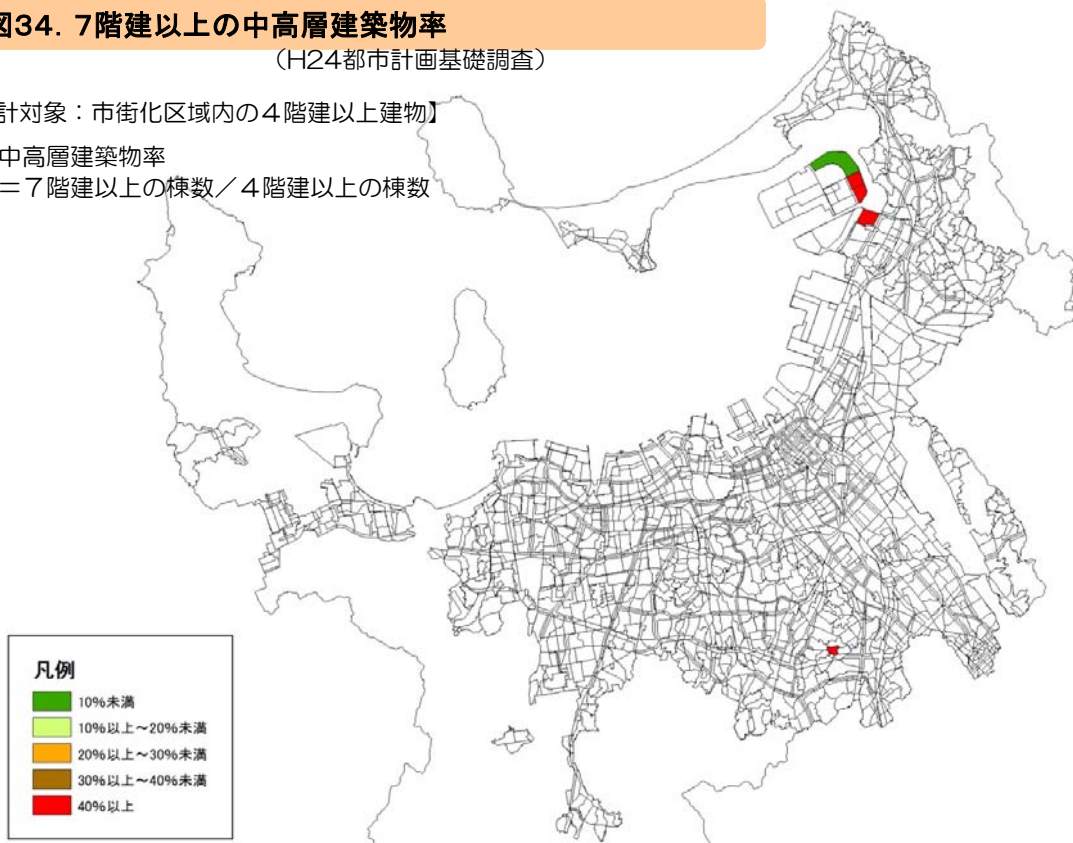 図34. 7階建以上の中高層建築物率
(H24都市計画基礎調査)
計対象:市街化区域内の4階建以上建物】
中高層建築物率
=7階建以上の棟数/4階建以上の棟数
凡例
10%未満
10%以上~20%未満
20%以上~30%未満
30%以上~40%未満
40%以上